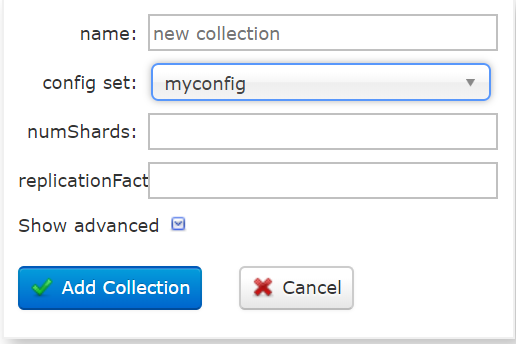 name: new collection
config set: myconfig
numShards:
replicationFact
Show advanced
Add Collection Cancel